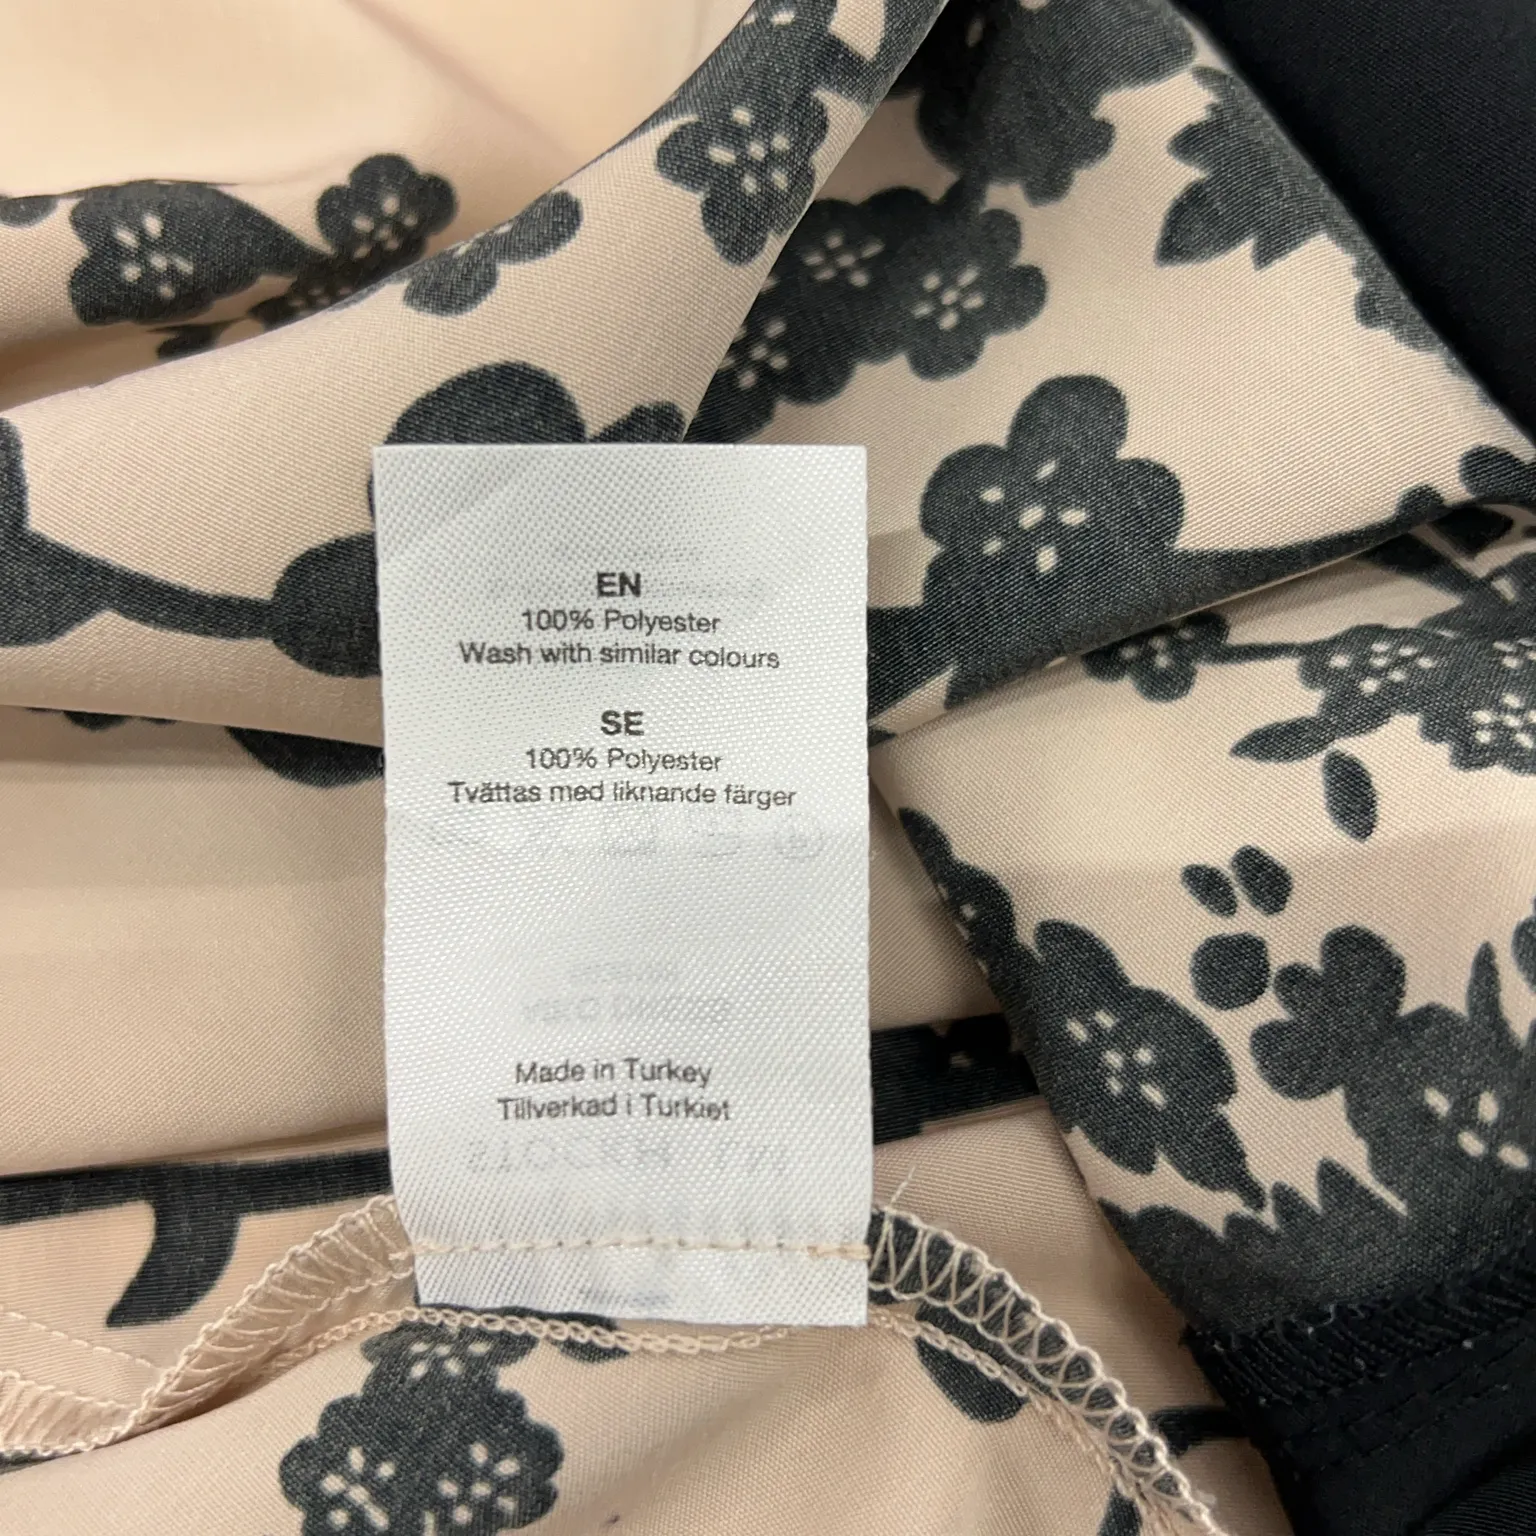 EN
100% Polyester
Wash with similar colours
SE
100% Polyester
Tvättas med liknande färger
Made in Turkey
Tillverkad i Turkiet